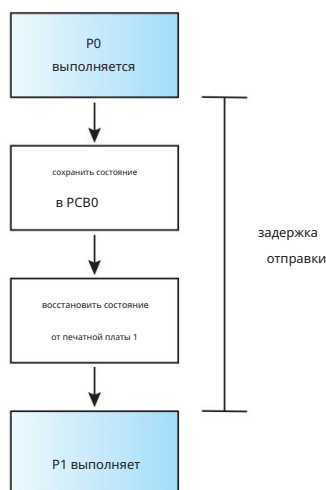 P0
выполняется
сохранить состояние
в PCB0
задержка
отправки
восстановить состояние
от печатной платы 1
P1 выполняет